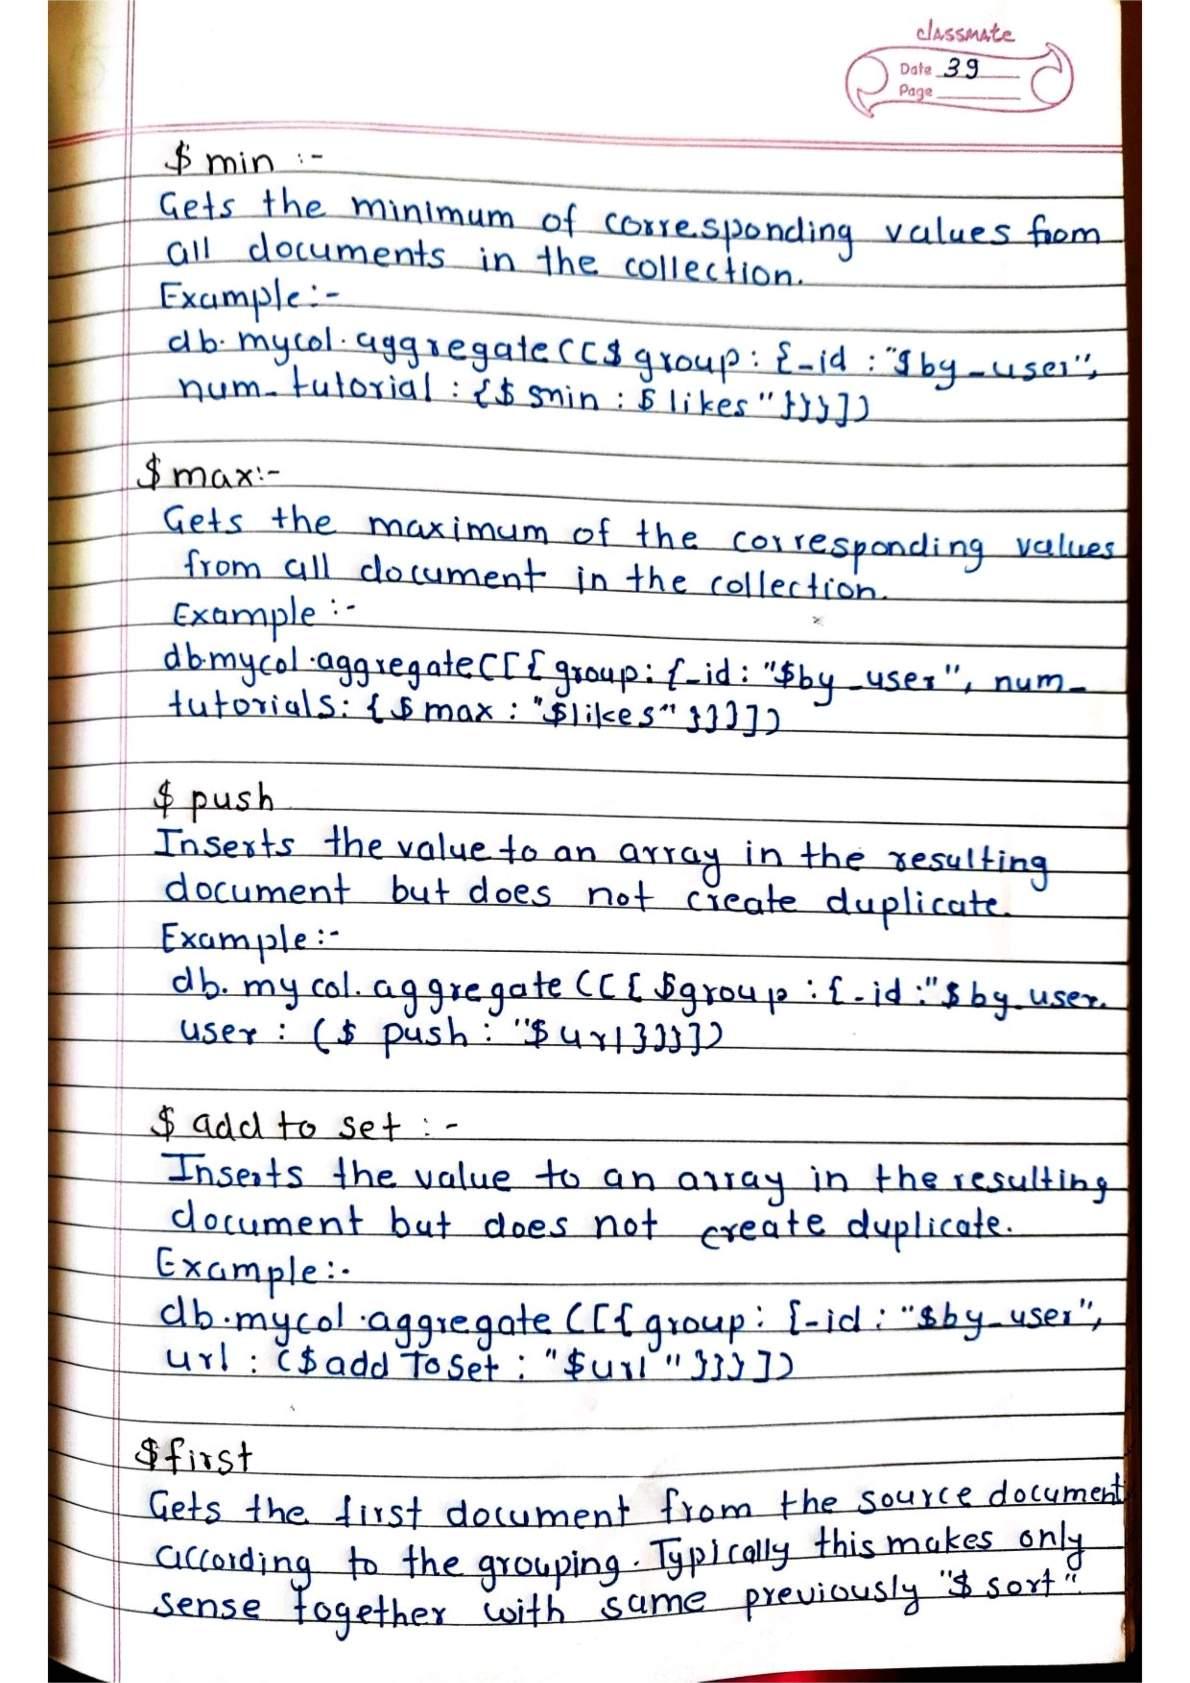 classmate
Date 39
Page
$ min :-
Gets the minimum of corresponding values from
all documents in the collection.
Example:-
db.mycol.aggregate(([$group:{_id:"$by_user",
num_tutorial:{$min:$likes"}}}])
$max:-
Gets the maximum of the corresponding values
from all document in the collection.
Example:-
db.mycol.aggregate([[{group:{_id:"$by_user", num_
tutorials:{$max:"$likes"}}}])
$ push
Inserts the value to an array in the resulting
document but does not create duplicate.
Example:-
db.mycol.aggregate([[{$group:{_id:"$by_user.
user:($push:"$url}}}}])
$ add to set :-
Inserts the value to an array in the resulting
document but does not create duplicate.
Example:-
db.mycol.aggregate([[{group:{_id:"$by_user",
url:($addToSet:"$url"}}}])
$first
Gets the first document from the source document
according to the grouping. Typically this makes only
sense together with same previously "$ sort"